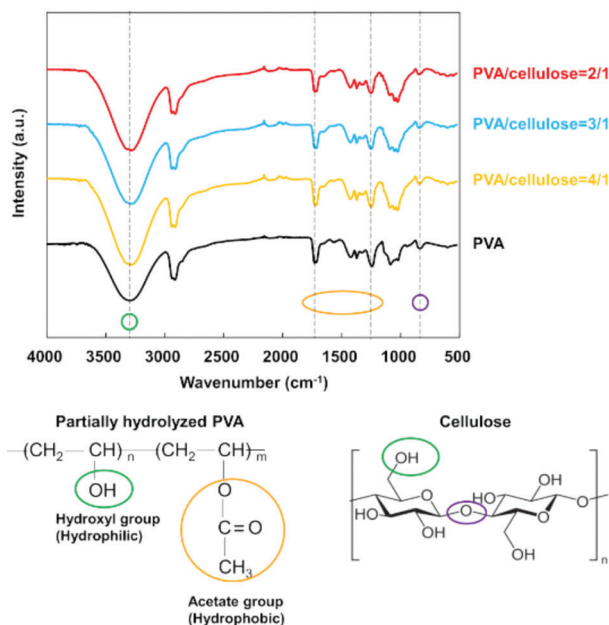 PVA/cellulose=2/1
PVA/cellulose=3/1
PVA/cellulose=4/1
PVA
Intensity (a.u.)
4000 3500 3000 2500 2000 1500 1000 500
Wavenumber (cm⁻¹)
Partially hydrolyzed PVA
(CH₂ CH)n (CH₂ CH)m
OH
O
C=O
CH₃
Hydroxyl group
(Hydrophilic)
Acetate group
(Hydrophobic)
Cellulose
OH
OH
HO
O
O
HO
O
OH
O
OH
O
HO
n